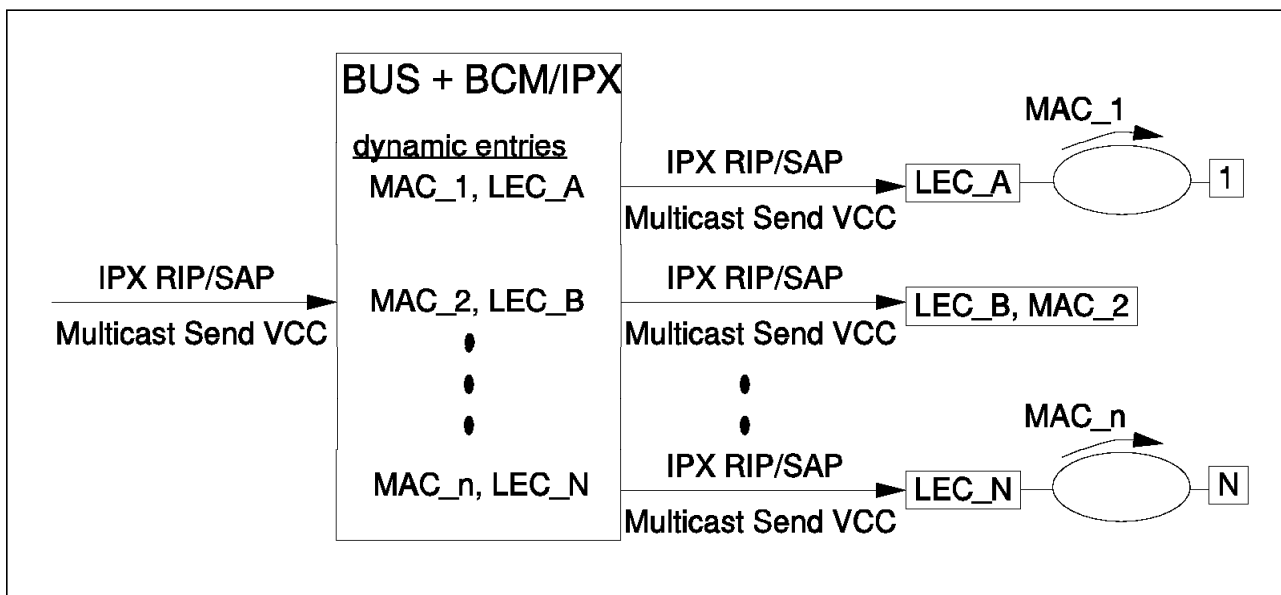 BUS + BCM/IPX
dynamic entries
MAC_1, LEC_A
IPX RIP/SAP
Multicast Send VCC
LEC_A
MAC_1
1
IPX RIP/SAP
Multicast Send VCC
MAC_2, LEC_B
IPX RIP/SAP
Multicast Send VCC
LEC_B, MAC_2
MAC_n, LEC_N
IPX RIP/SAP
Multicast Send VCC
LEC_N
MAC_n
N